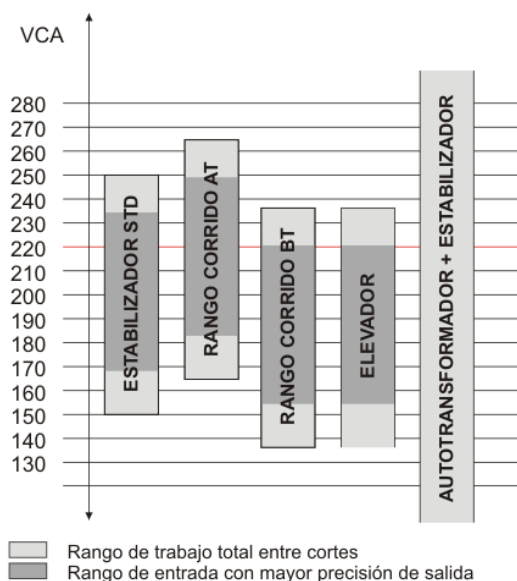 VCA
280
270
260
250
240
230
220
210
200
190
180
170
160
150
140
130
ESTABILIZADOR STD
RANGO CORRIDO AT
RANGO CORRIDO BT
ELEVADOR
AUTOTRANSFORMADOR + ESTABILIZADOR
Rango de trabajo total entre cortes
Rango de entrada con mayor precisión de salida